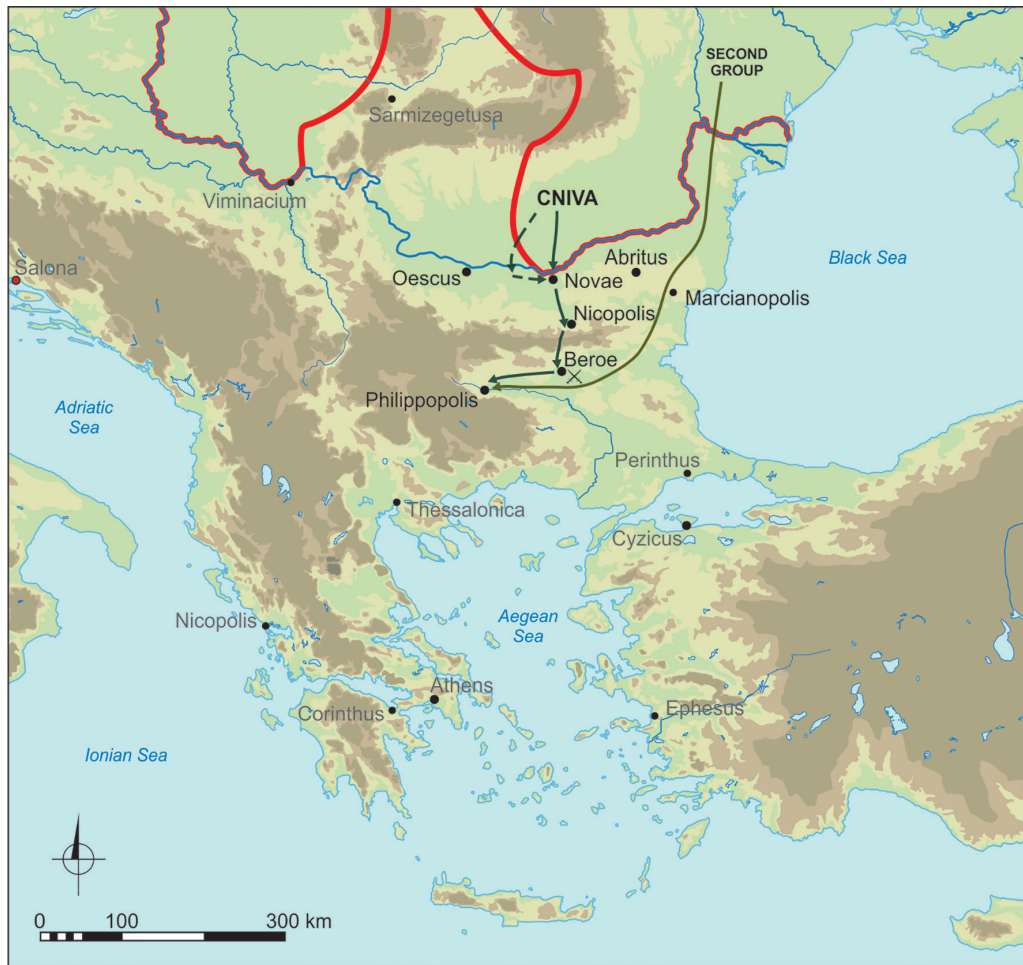 SECOND
GROUP
Sarmizegetusa
Viminacium
CNIVA
Salona
Oescus
Novae
Abritus
Black Sea
Marcianopolis
Nicopolis
Beroe
Philippopolis
Adriatic
Sea
Perinthus
Thessalonica
Cyzicus
Nicopolis
Aegean
Sea
Athens
Corinthus
Ephesus
Ionian Sea
0 100 300 km